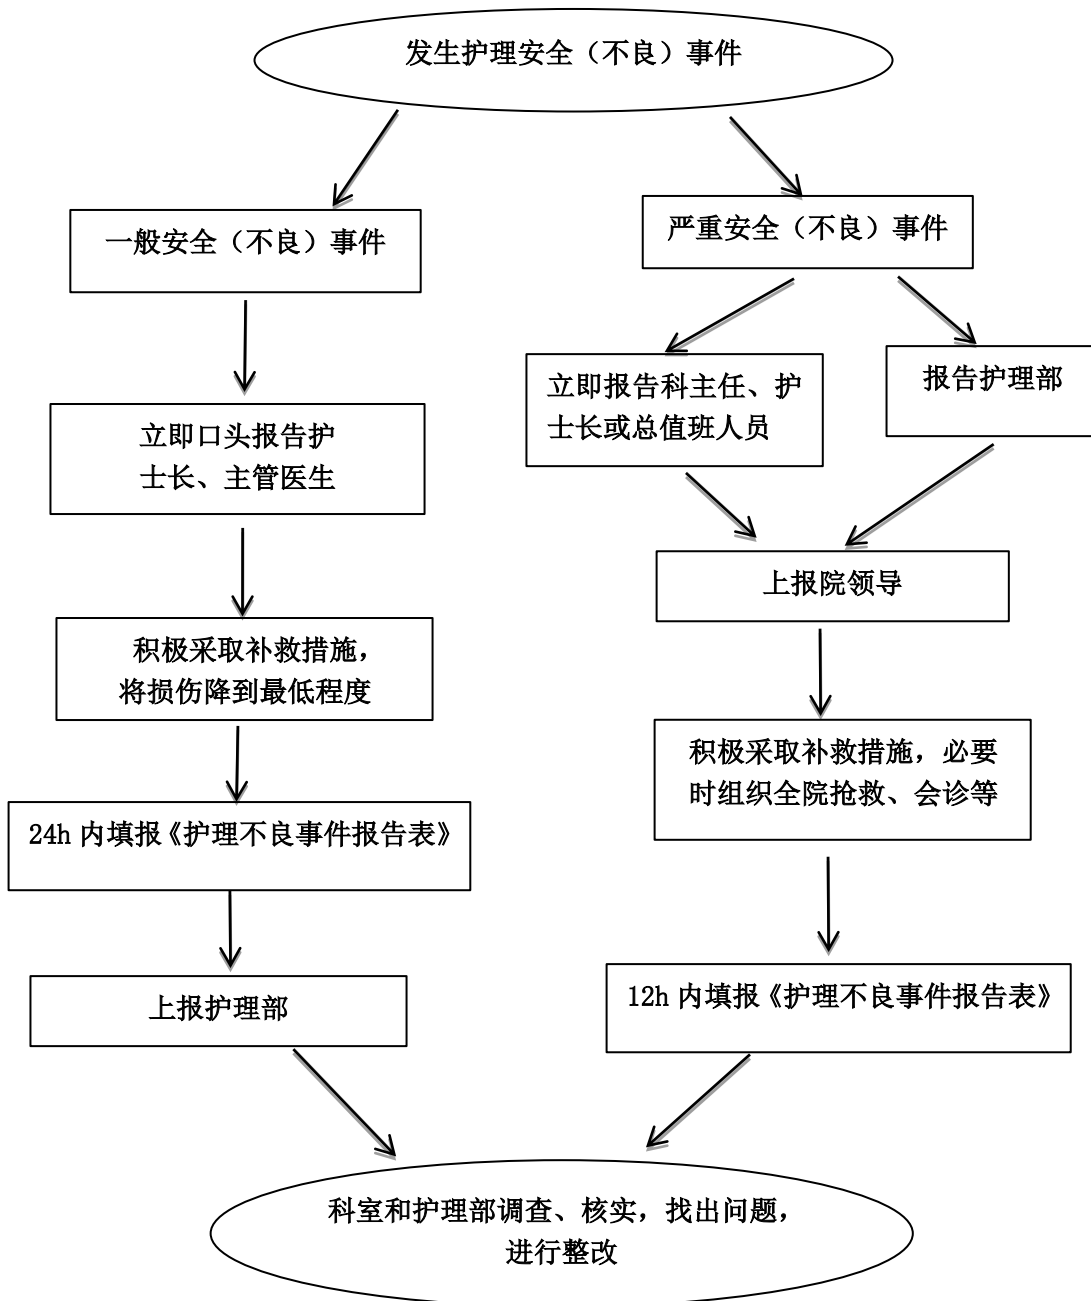 发生护理安全（不良）事件
一般安全（不良）事件
严重安全（不良）事件
立即口头报告护
士长、主管医生
立即报告科主任、护
士长或总值班人员
报告护理部
上报院领导
积极采取补救措施，
将损伤降到最低程度
积极采取补救措施，必要
时组织全院抢救、会诊等
24h 内填报《护理不良事件报告表》
12h 内填报《护理不良事件报告表》
上报护理部
科室和护理部调查、核实，找出问题，
进行整改